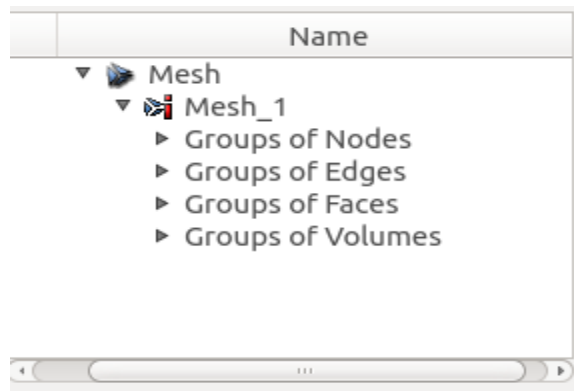 Name
Mesh
Mesh_1
Groups of Nodes
Groups of Edges
Groups of Faces
Groups of Volumes